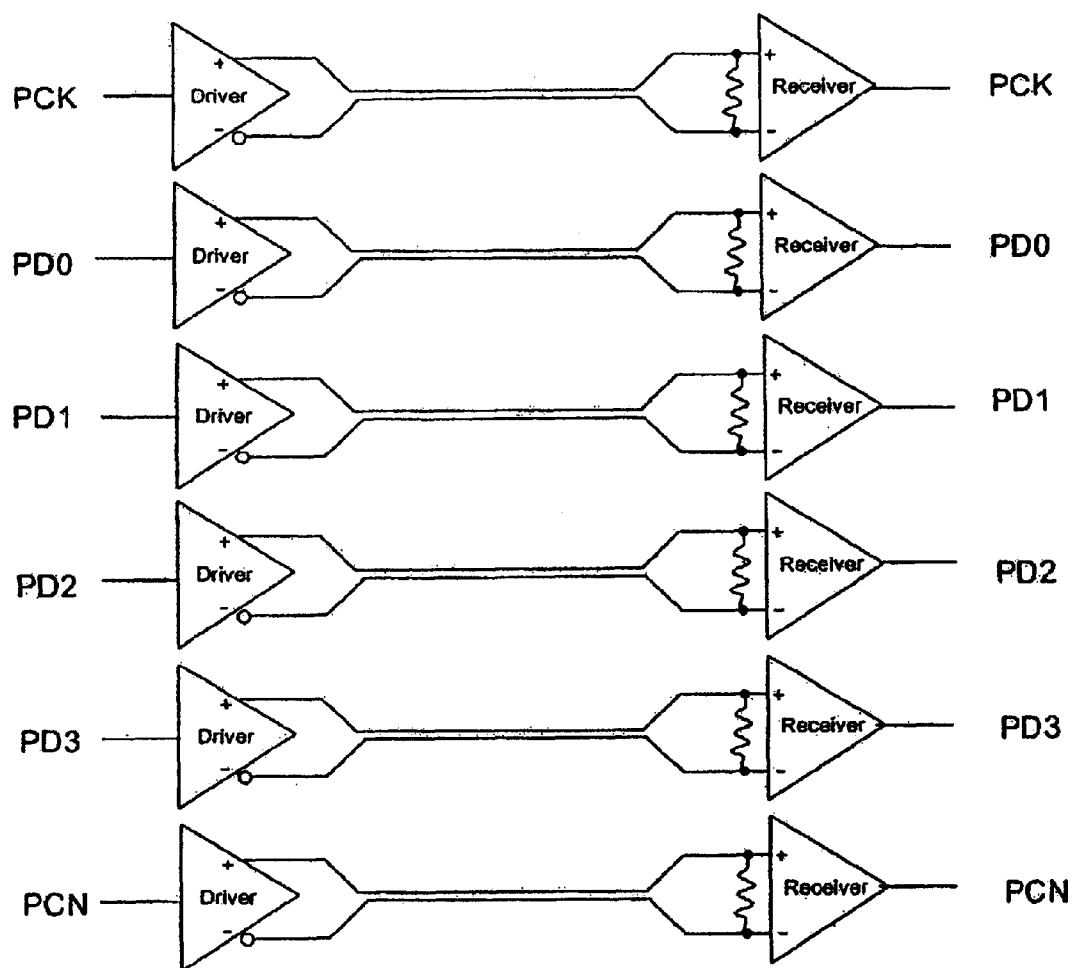 PCK + Driver - + Receiver - PCK
PD0 + Driver - + Receiver - PD0
PD1 + Driver - + Receiver - PD1
PD2 + Driver - + Receiver - PD2
PD3 + Driver - + Receiver - PD3
PCN + Driver - + Receiver - PCN